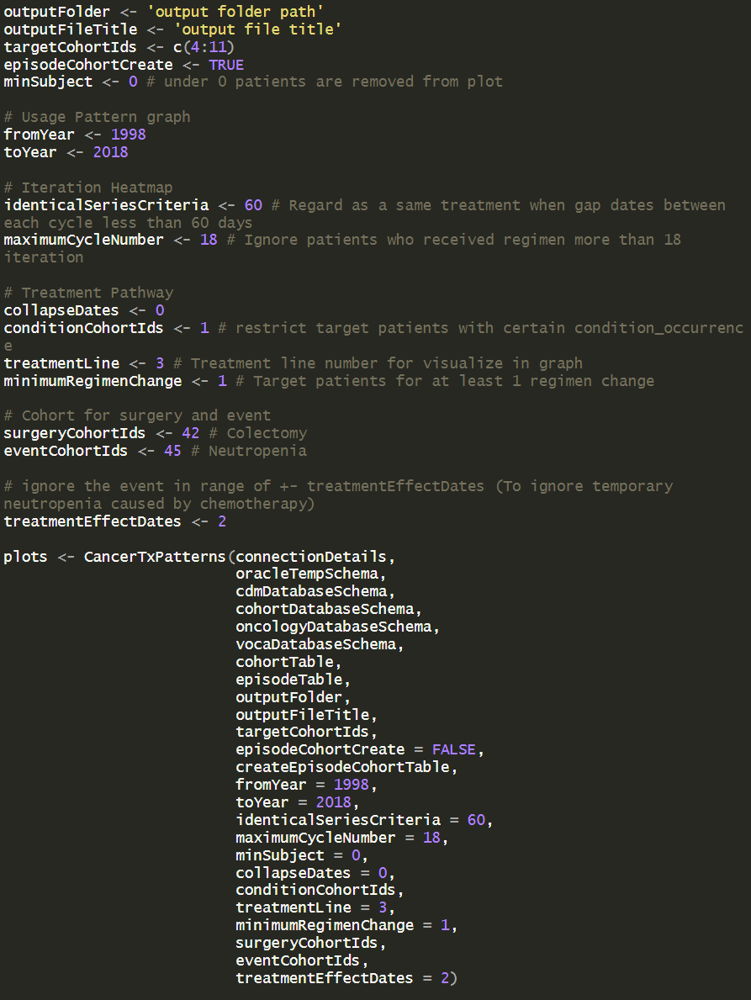 outputFolder <- 'output folder path'
outputFileTitle <- 'output file title'
targetCohortIds <- c(4:11)
episodeCohortCreate <- TRUE
minSubject <- 0 # under 0 patients are removed from plot

# Usage Pattern graph
fromYear <- 1998
toYear <- 2018

# Iteration Heatmap
identicalSeriesCriteria <- 60 # Regard as a same treatment when gap dates between
each cycle less than 60 days
maximumCycleNumber <- 18 # Ignore patients who received regimen more than 18
iteration

# Treatment Pathway
collapseDates <- 0
conditionCohortIds <- 1 # restrict target patients with certain condition_occurrenc
e
treatmentLine <- 3 # Treatment line number for visualize in graph
minimumRegimenChange <- 1 # Target patients for at least 1 regimen change

# Cohort for surgery and event
surgeryCohortIds <- 42 # Colectomy
eventCohortIds <- 45 # Neutropenia

# ignore the event in range of +- treatmentEffectDates (To ignore temporary
neutropenia caused by chemotherapy)
treatmentEffectDates <- 2

plots <- CancerTxPatterns(connectionDetails,
                          oracleTempSchema,
                          cdmDatabaseSchema,
                          cohortDatabaseSchema,
                          oncologyDatabaseSchema,
                          vocaDatabaseSchema,
                          cohortTable,
                          episodeTable,
                          outputFolder,
                          outputFileTitle,
                          targetCohortIds,
                          episodeCohortCreate = FALSE,
                          createEpisodeCohortTable,
                          fromYear = 1998,
                          toYear = 2018,
                          identicalSeriesCriteria = 60,
                          maximumCycleNumber = 18,
                          minSubject = 0,
                          collapseDates = 0,
                          conditionCohortIds,
                          treatmentLine = 3,
                          minimumRegimenChange = 1,
                          surgeryCohortIds,
                          eventCohortIds,
                          treatmentEffectDates = 2)